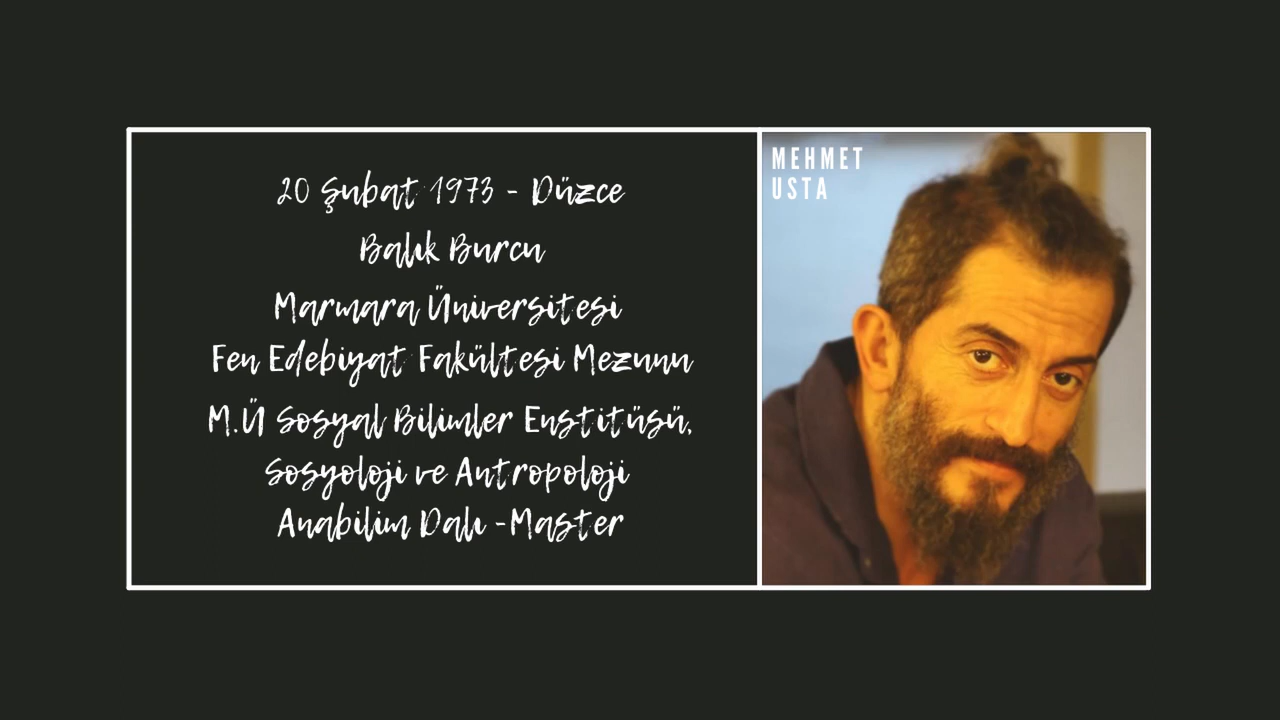 20 Şubat 1973 - Düzce
Balık Burcu
Marmara Üniversitesi
Fen Edebiyat Fakültesi Mezunu
M.Ü Sosyal Bilimler Enstitüsü,
Sosyoloji ve Antropoloji
Anabilim Dalı -Master
MEHMET
USTA